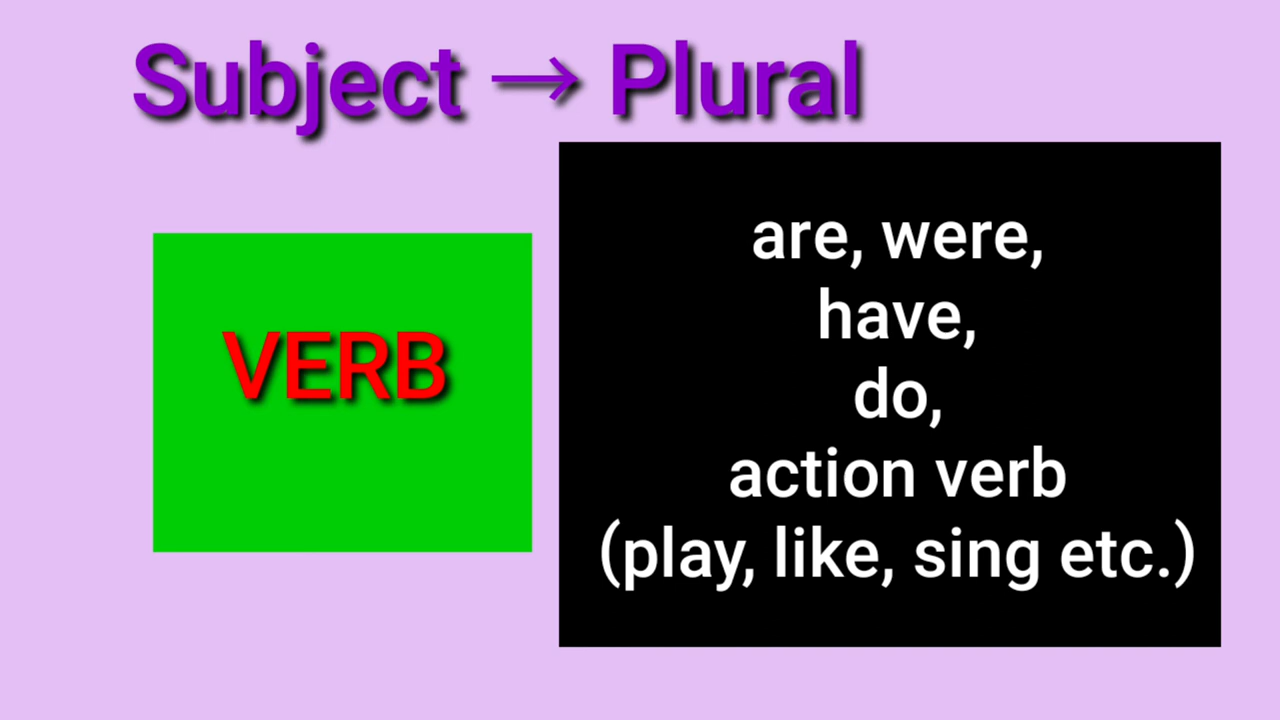 Subject → Plural
VERB
are, were,
have,
do,
action verb
(play, like, sing etc.)